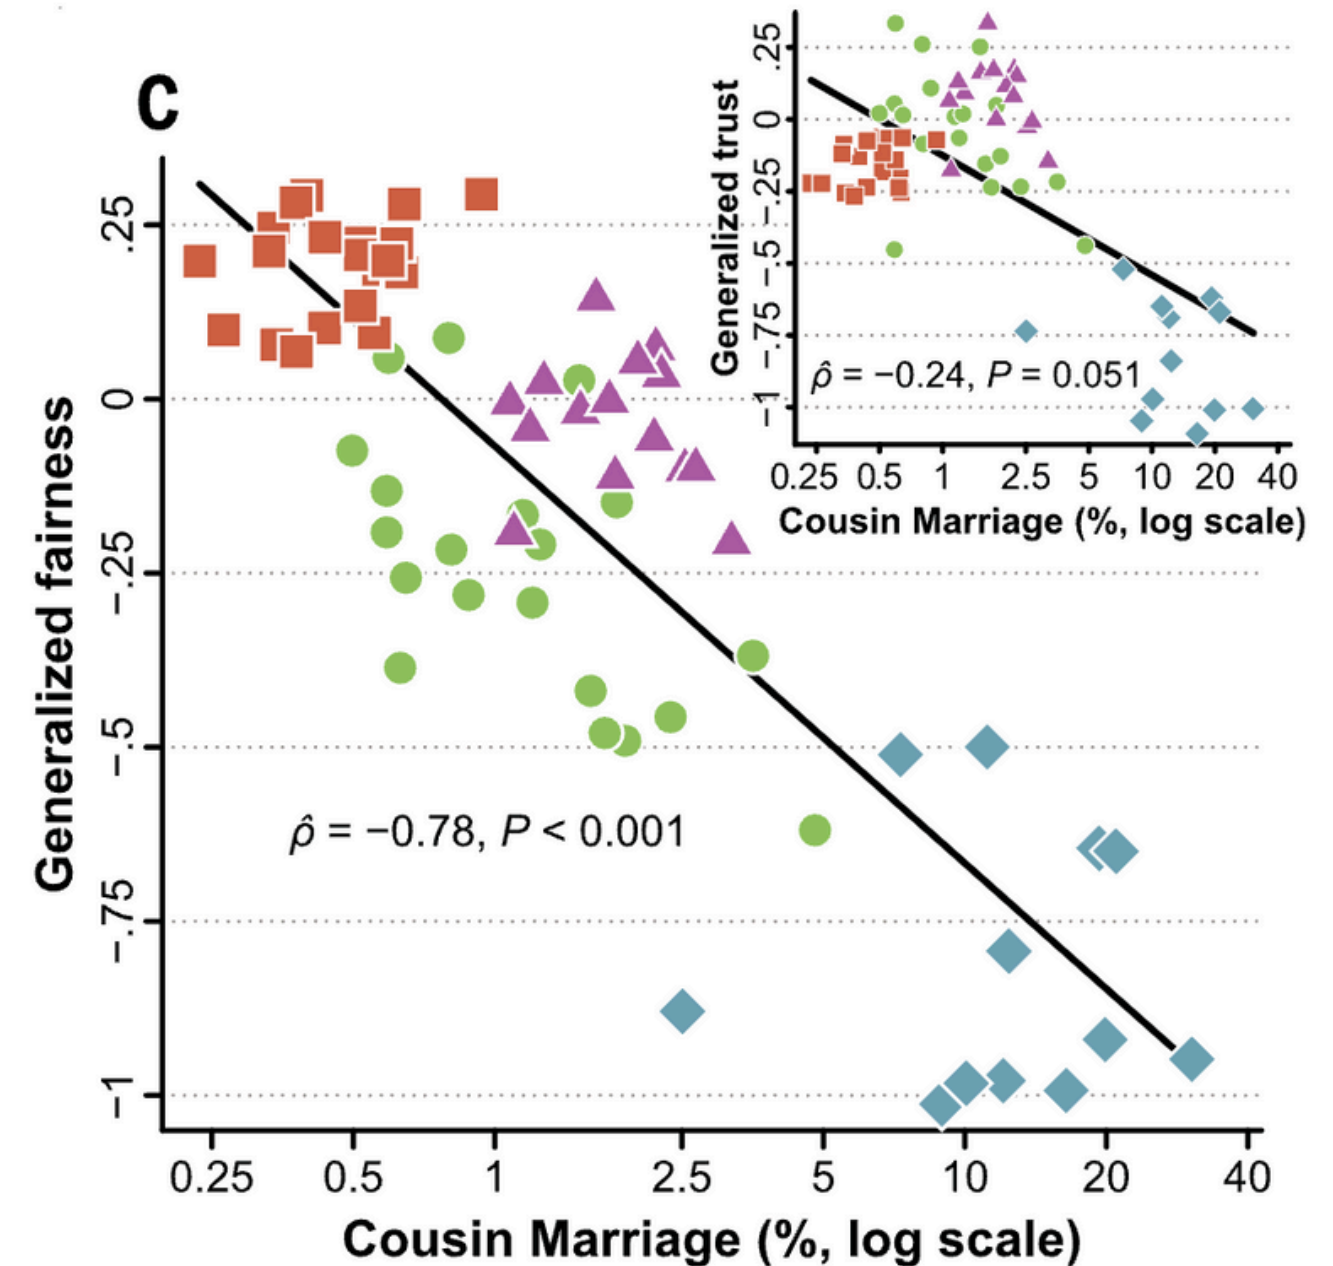 C
Generalized fairness
.25
0
−.25
−.5
−.75
−1
ρ̂ = −0.78, P < 0.001
0.25 0.5 1 2.5 5 10 20 40
Cousin Marriage (%, log scale)
Generalized trust
.25
0
−.25
−.5
−.75
−1
ρ̂ = −0.24, P = 0.051
0.25 0.5 1 2.5 5 10 20 40
Cousin Marriage (%, log scale)